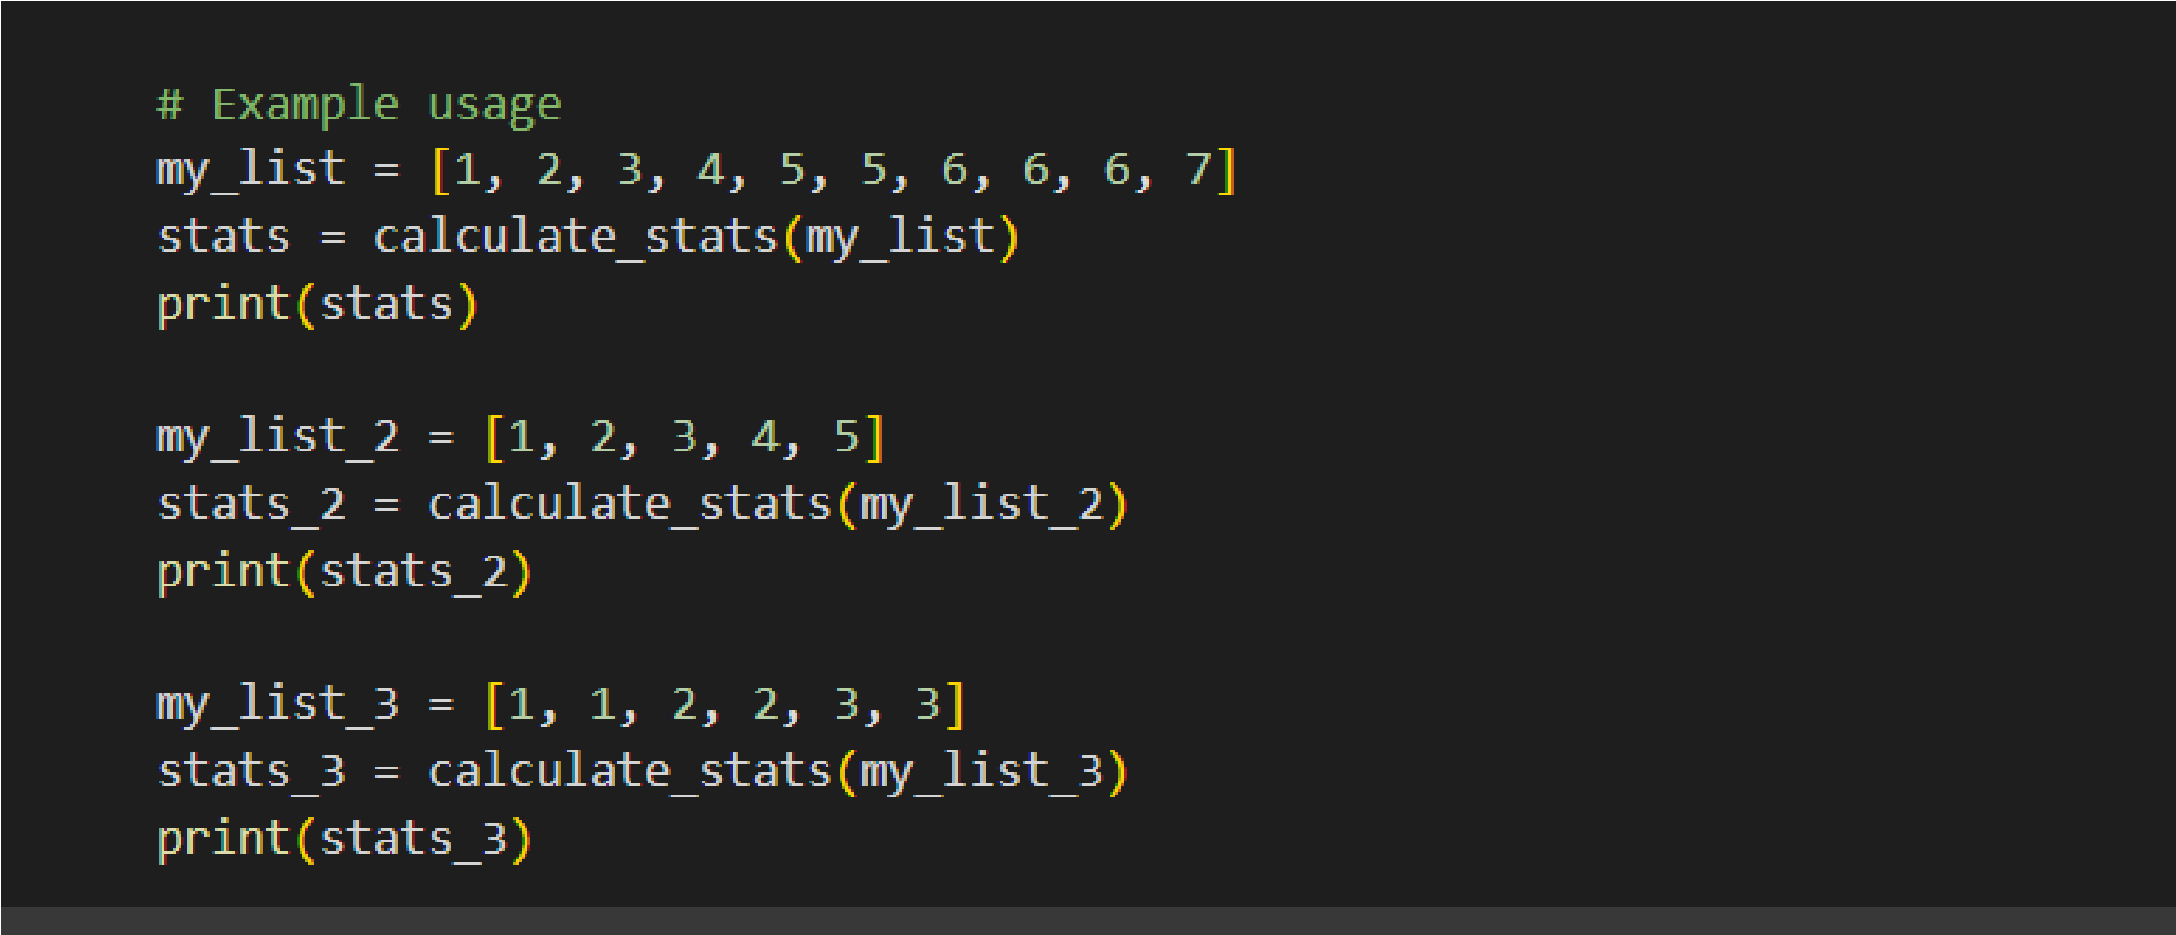 # Example usage
my_list = [1, 2, 3, 4, 5, 5, 6, 6, 6, 7]
stats = calculate_stats(my_list)
print(stats)
my_list_2 = [1, 2, 3, 4, 5]
stats_2 = calculate_stats(my_list_2)
print(stats_2)
my_list_3 = [1, 1, 2, 2, 3, 3]
stats_3 = calculate_stats(my_list_3)
print(stats_3)